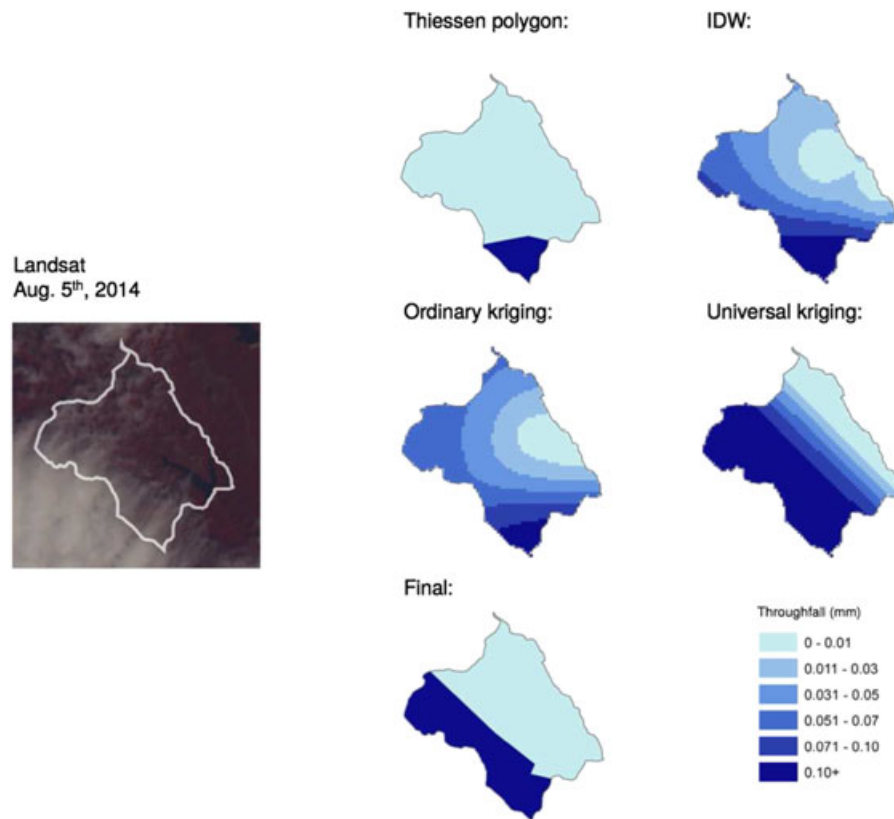 Thiessen polygon:
IDW:
Landsat
Aug. 5th, 2014
Ordinary kriging:
Universal kriging:
Final:
Throughfall (mm)
0 - 0.01
0.011 - 0.03
0.031 - 0.05
0.051 - 0.07
0.071 - 0.10
0.10+